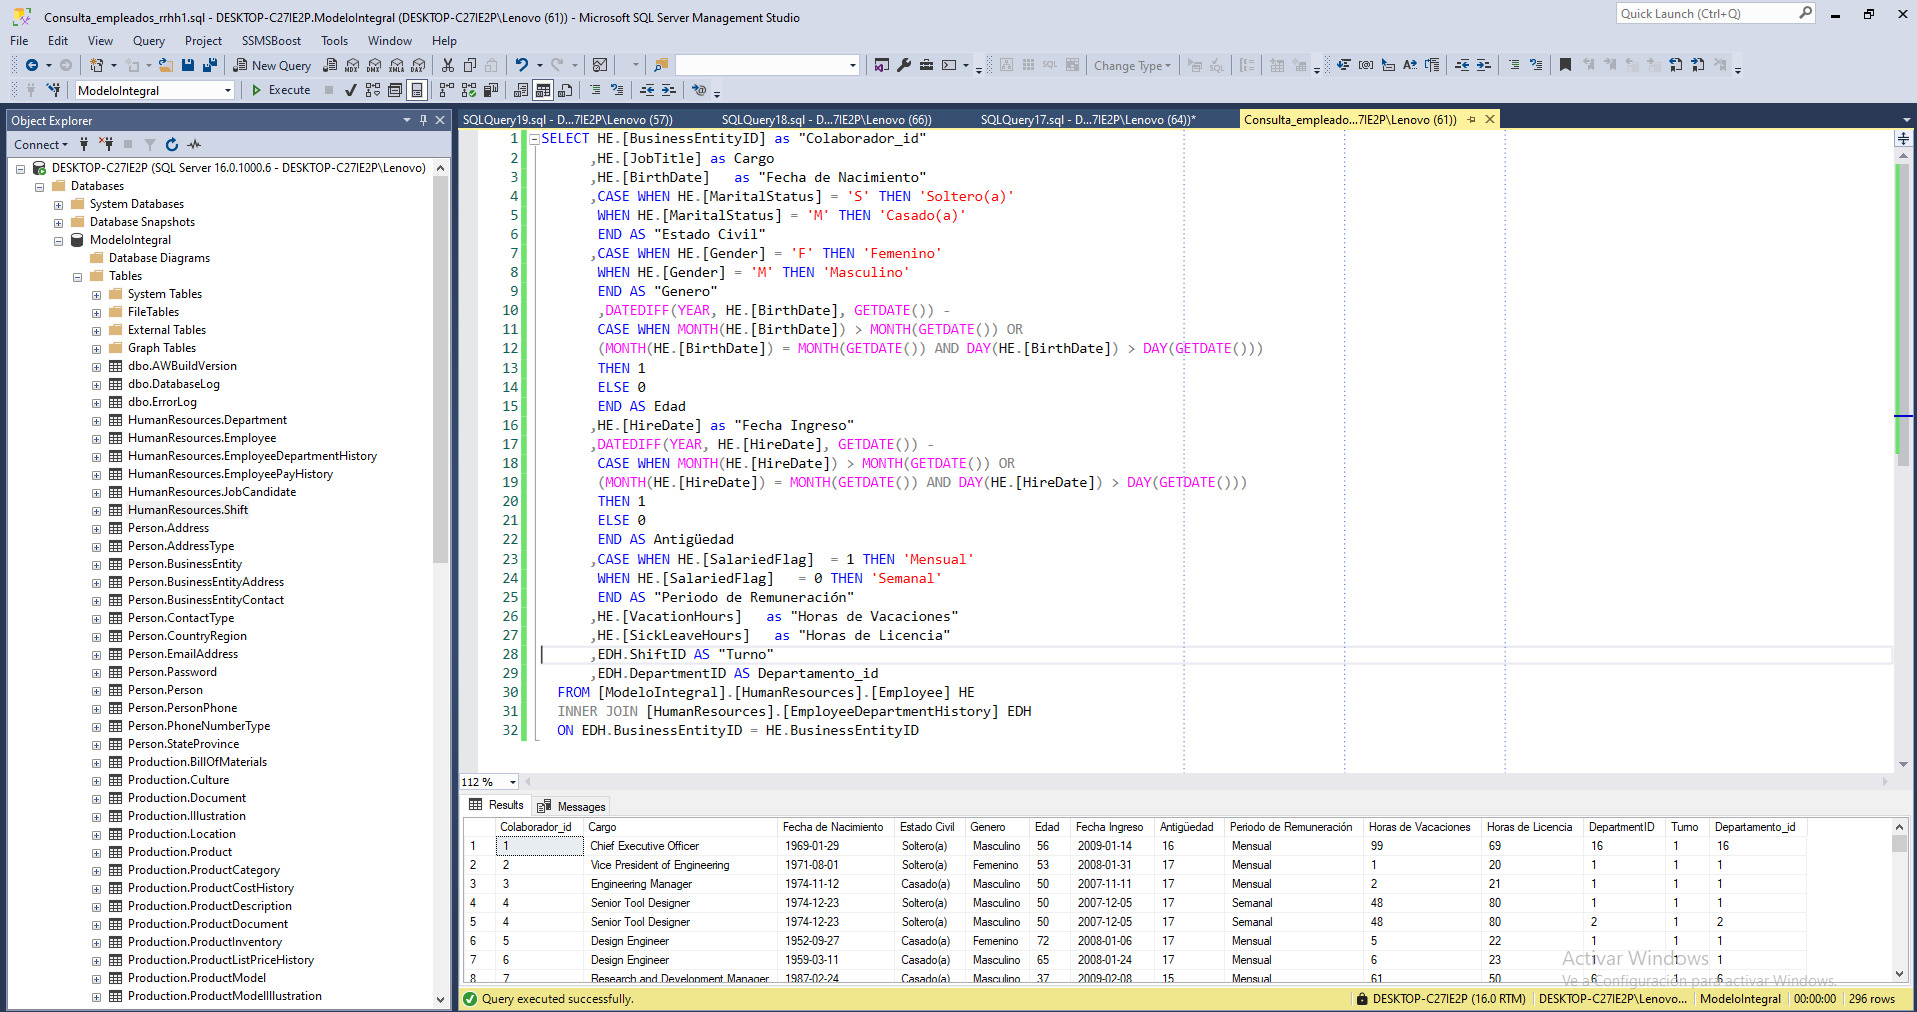 Consulta_empleados_rrhh1.sql - DESKTOP-C27IE2P.ModeloIntegral (DESKTOP-C27IE2P\Lenovo (61)) - Microsoft SQL Server Management Studio
Quick Launch (Ctrl+Q)
File Edit View Query Project SSMSBoost Tools Window Help
New Query
Change Type
ModeloIntegral
Execute
Object Explorer
Connect
DESKTOP-C27IE2P (SQL Server 16.0.1000.6 - DESKTOP-C27IE2P\Lenovo)
Databases
System Databases
Database Snapshots
ModeloIntegral
Database Diagrams
Tables
System Tables
FileTables
External Tables
Graph Tables
dbo.AWBuildVersion
dbo.DatabaseLog
dbo.ErrorLog
HumanResources.Department
HumanResources.Employee
HumanResources.EmployeeDepartmentHistory
HumanResources.EmployeePayHistory
HumanResources.JobCandidate
HumanResources.Shift
Person.Address
Person.AddressType
Person.BusinessEntity
Person.BusinessEntityAddress
Person.BusinessEntityContact
Person.ContactType
Person.CountryRegion
Person.EmailAddress
Person.Password
Person.Person
Person.PersonPhone
Person.PhoneNumberType
Person.StateProvince
Production.BillOfMaterials
Production.Culture
Production.Document
Production.Illustration
Production.Location
Production.Product
Production.ProductCategory
Production.ProductCostHistory
Production.ProductDescription
Production.ProductDocument
Production.ProductInventory
Production.ProductListPriceHistory
Production.ProductModel
Production.ProductModelIllustration
SQLQuery19.sql - D...7IE2P\Lenovo (57)) SQLQuery18.sql - D...7IE2P\Lenovo (66)) SQLQuery17.sql - D...7IE2P\Lenovo (64))* Consulta_empleado...7IE2P\Lenovo (61))
1 SELECT HE.[BusinessEntityID] as "Colaborador_id"
2 ,HE.[JobTitle] as Cargo
3 ,HE.[BirthDate] as "Fecha de Nacimiento"
4 ,CASE WHEN HE.[MaritalStatus] = 'S' THEN 'Soltero(a)'
5 WHEN HE.[MaritalStatus] = 'M' THEN 'Casado(a)'
6 END AS "Estado Civil"
7 ,CASE WHEN HE.[Gender] = 'F' THEN 'Femenino'
8 WHEN HE.[Gender] = 'M' THEN 'Masculino'
9 END AS "Genero"
10 ,DATEDIFF(YEAR, HE.[BirthDate], GETDATE()) -
11 CASE WHEN MONTH(HE.[BirthDate]) > MONTH(GETDATE()) OR
12 (MONTH(HE.[BirthDate]) = MONTH(GETDATE()) AND DAY(HE.[BirthDate]) > DAY(GETDATE()))
13 THEN 1
14 ELSE 0
15 END AS Edad
16 ,HE.[HireDate] as "Fecha Ingreso"
17 ,DATEDIFF(YEAR, HE.[HireDate], GETDATE()) -
18 CASE WHEN MONTH(HE.[HireDate]) > MONTH(GETDATE()) OR
19 (MONTH(HE.[HireDate]) = MONTH(GETDATE()) AND DAY(HE.[HireDate]) > DAY(GETDATE()))
20 THEN 1
21 ELSE 0
22 END AS Antigüedad
23 ,CASE WHEN HE.[SalariedFlag] = 1 THEN 'Mensual'
24 WHEN HE.[SalariedFlag] = 0 THEN 'Semanal'
25 END AS "Periodo de Remuneración"
26 ,HE.[VacationHours] as "Horas de Vacaciones"
27 ,HE.[SickLeaveHours] as "Horas de Licencia"
28 ,EDH.ShiftID AS "Turno"
29 ,EDH.DepartmentID AS Departamento_id
30 FROM [ModeloIntegral].[HumanResources].[Employee] HE
31 INNER JOIN [HumanResources].[EmployeeDepartmentHistory] EDH
32 ON EDH.BusinessEntityID = HE.BusinessEntityID
112 %
Results Messages
Colaborador_id Cargo Fecha de Nacimiento Estado Civil Genero Edad Fecha Ingreso Antigüedad Periodo de Remuneración Horas de Vacaciones Horas de Licencia DepartmentID Turno Departamento_id
1 1 Chief Executive Officer 1969-01-29 Soltero(a) Masculino 56 2009-01-14 16 Mensual 99 69 16 1 16
2 2 Vice President of Engineering 1971-08-01 Soltero(a) Femenino 53 2008-01-31 17 Mensual 1 20 1 1 1
3 3 Engineering Manager 1974-11-12 Casado(a) Masculino 50 2007-11-11 17 Mensual 2 21 1 1 1
4 4 Senior Tool Designer 1974-12-23 Soltero(a) Masculino 50 2007-12-05 17 Semanal 48 80 1 1 1
5 4 Senior Tool Designer 1974-12-23 Soltero(a) Masculino 50 2007-12-05 17 Semanal 48 80 2 1 2
6 5 Design Engineer 1952-09-27 Casado(a) Femenino 72 2008-01-06 17 Mensual 5 22 1 1 1
7 6 Design Engineer 1959-03-11 Casado(a) Masculino 65 2008-01-24 17 Mensual 6 23 1 1 1
8 7 Research and Development Manager 1987-02-24 Casado(a) Masculino 37 2009-02-08 15 Mensual 61 50 6 1 6
Activar Windows
Ve a Configuración para activar Windows.
Query executed successfully. DESKTOP-C27IE2P (16.0 RTM) DESKTOP-C27IE2P\Lenovo... ModeloIntegral 00:00:00 296 rows